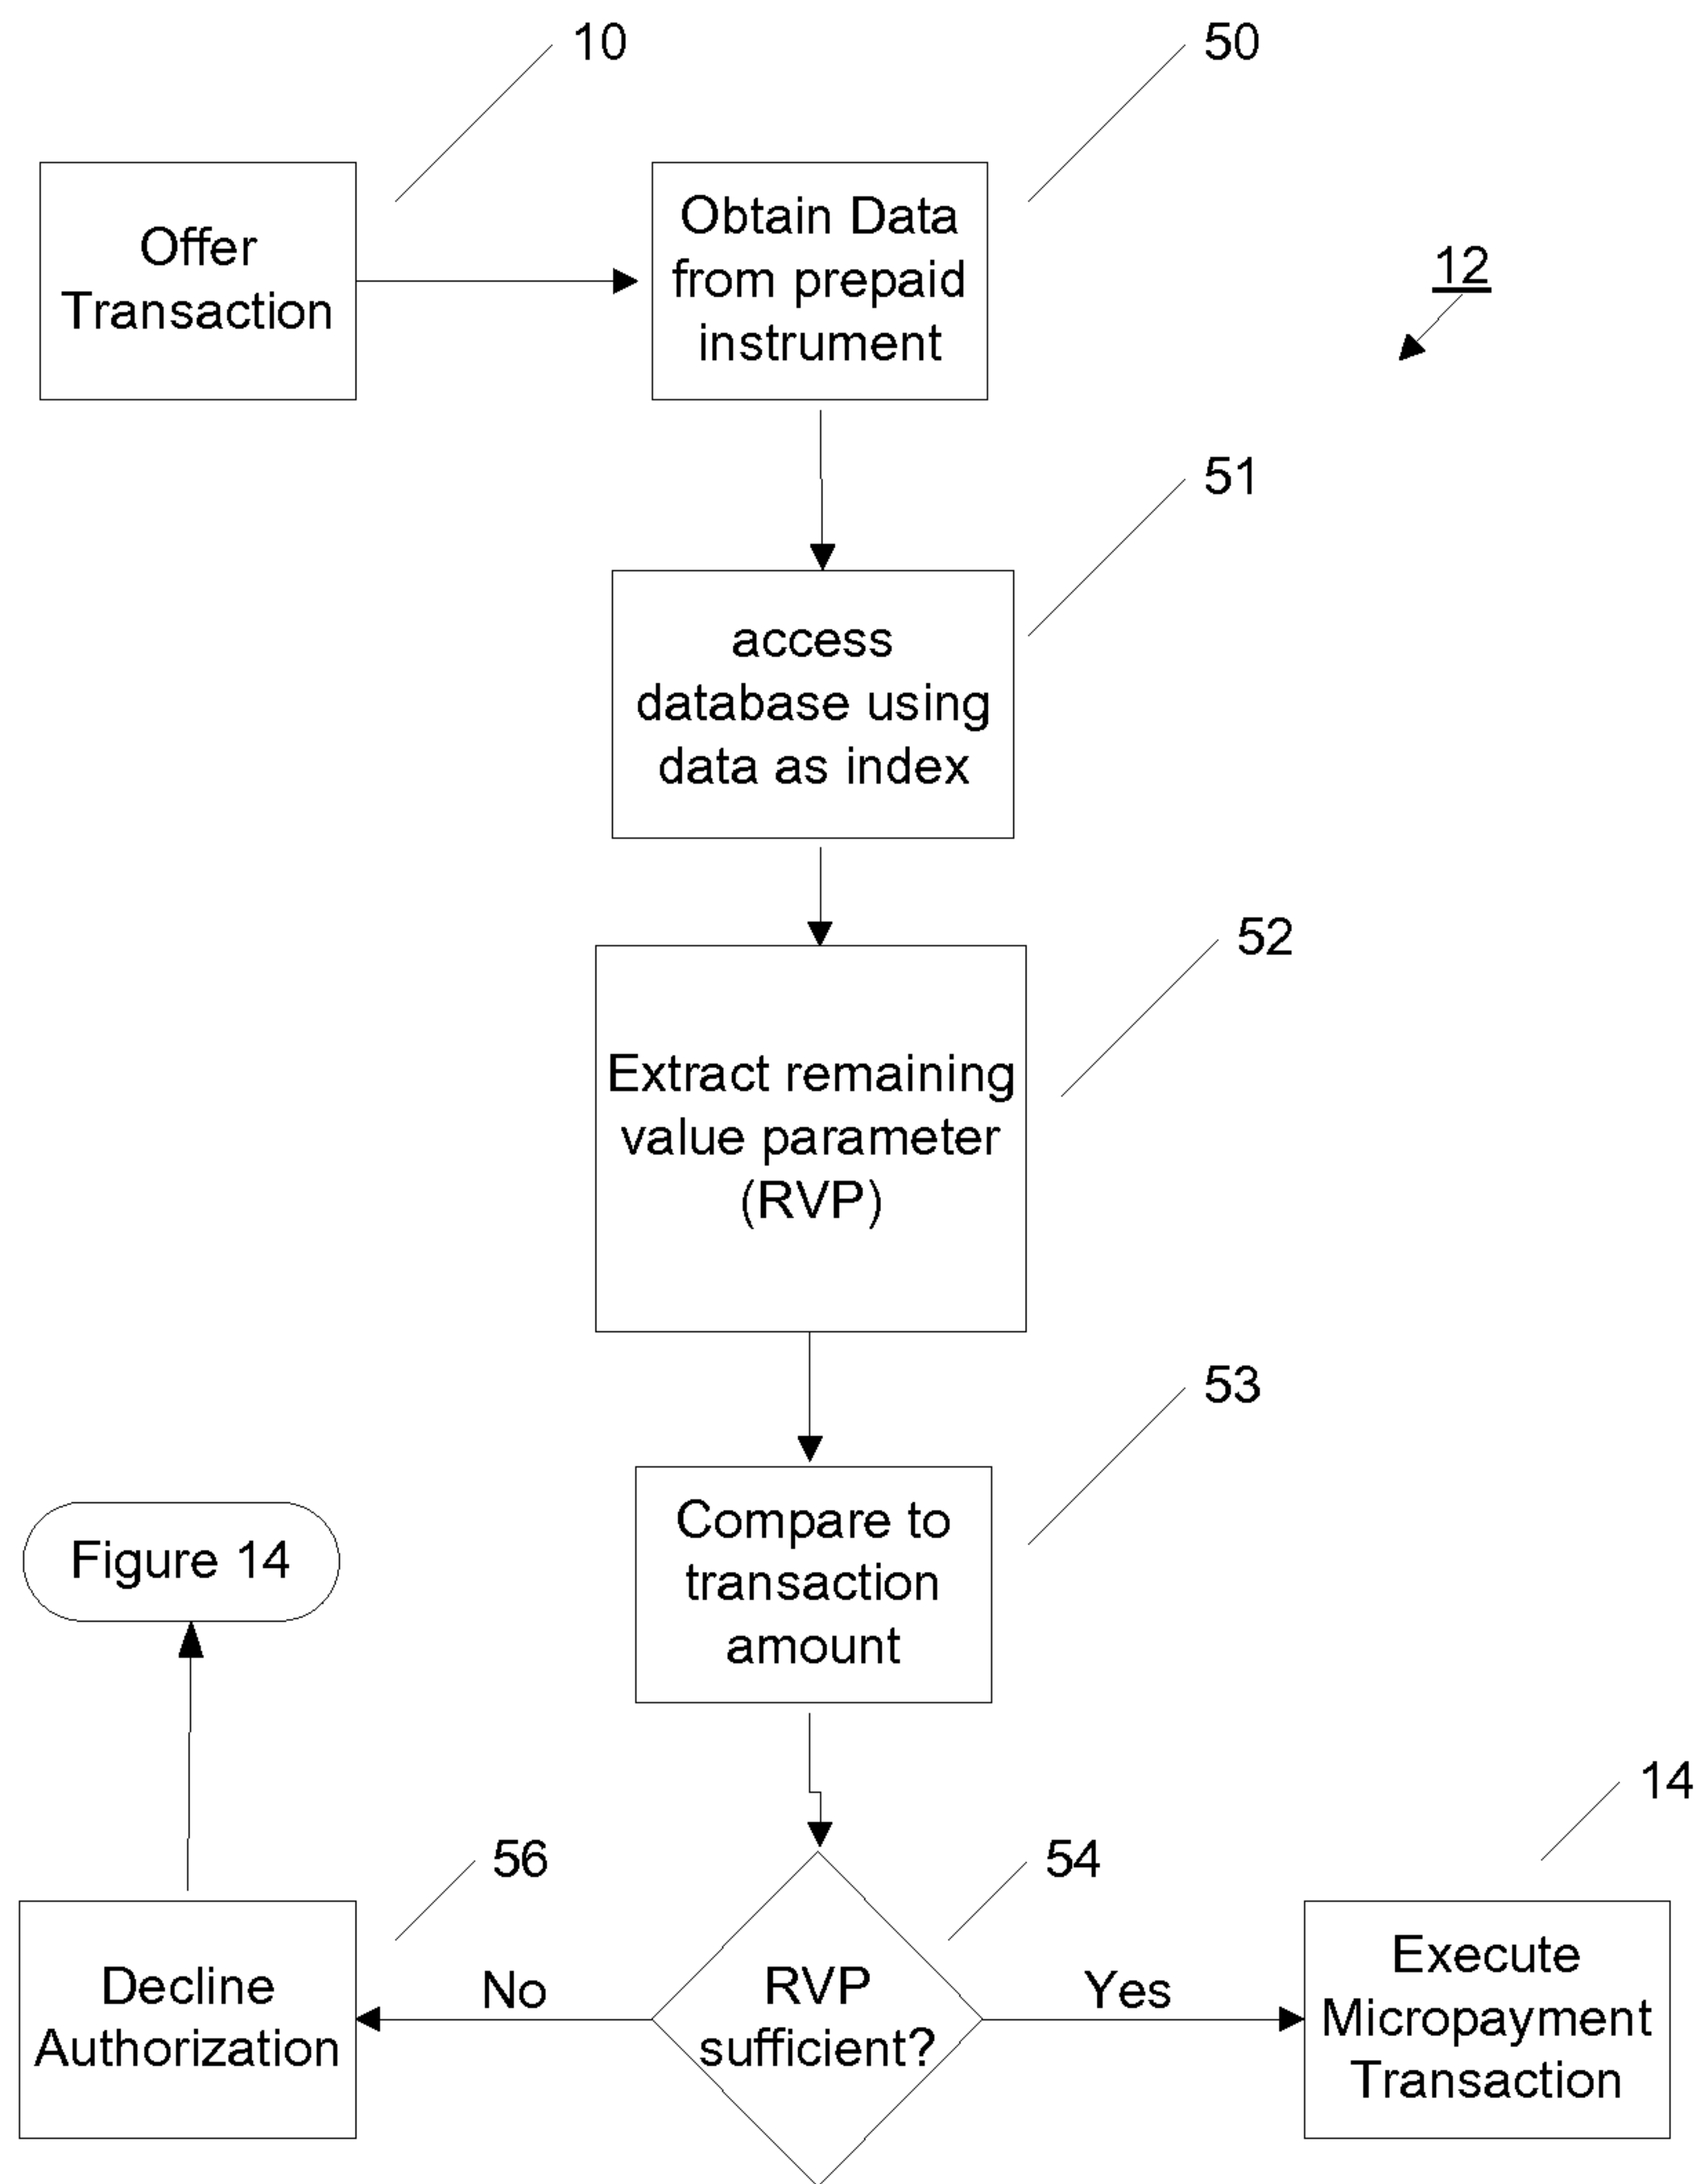 10
50
Offer
Transaction
Obtain Data
from prepaid
instrument
12
51
access
database using
data as index
52
Extract remaining
value parameter
(RVP)
53
Compare to
transaction
amount
Figure 14
14
56
54
Decline
Authorization
No
RVP
sufficient?
Yes
Execute
Micropayment
Transaction